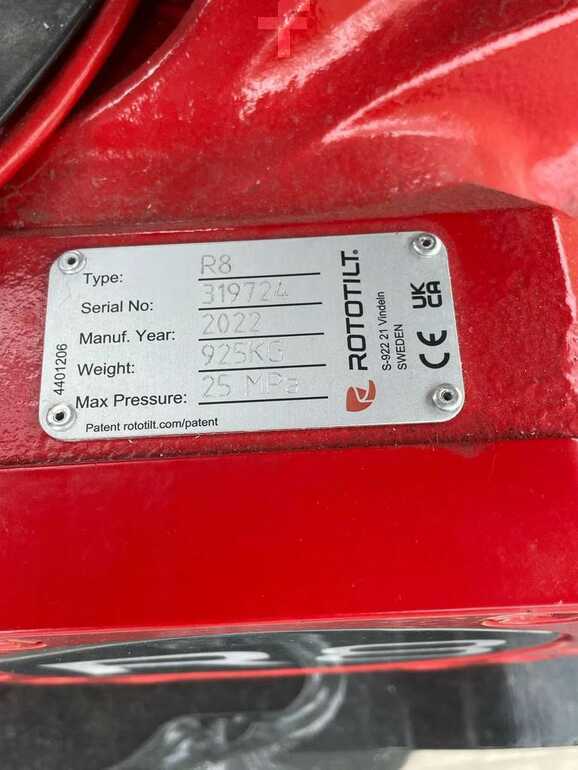 Type: R8
Serial No: 319724
Manuf. Year: 2022
Weight: 925KG
Max Pressure: 25 MPa
Patent rototilt.com/patent
4401206
ROTOTILT®
S-922 21 Vindeln
SWEDEN
CE
UK
CA
R8